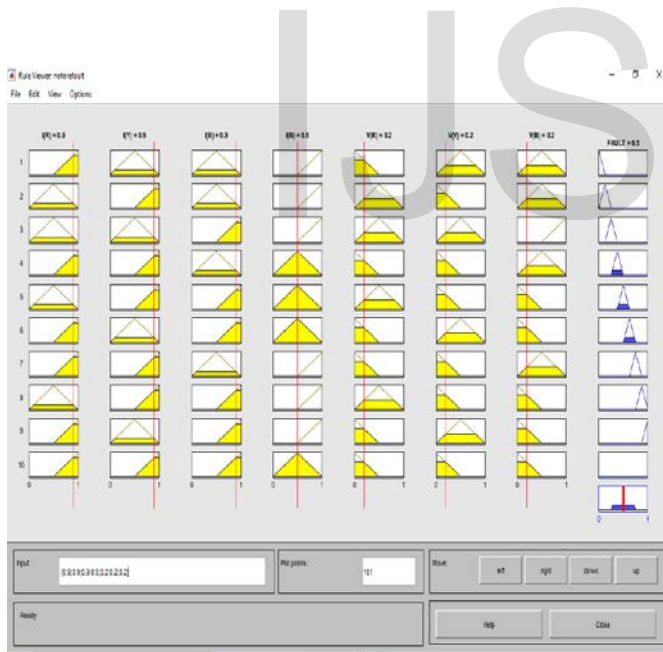 IJS
Rule Viewer: motorefault
File Edit View Options
I(R) = 0.9 I(Y) = 0.9 I(B) = 0.9 I(N) = 0.5 V(R) = 0.2 V(Y) = 0.2 V(B) = 0.2 FAULT = 0.5
1
2
3
4
5
6
7
8
9
10
0 1 0 1 0 1 0 1 0 1 0 1 0 1
0 1
Input: Plot points: 101 Move: left right down up
Ready
Help Close